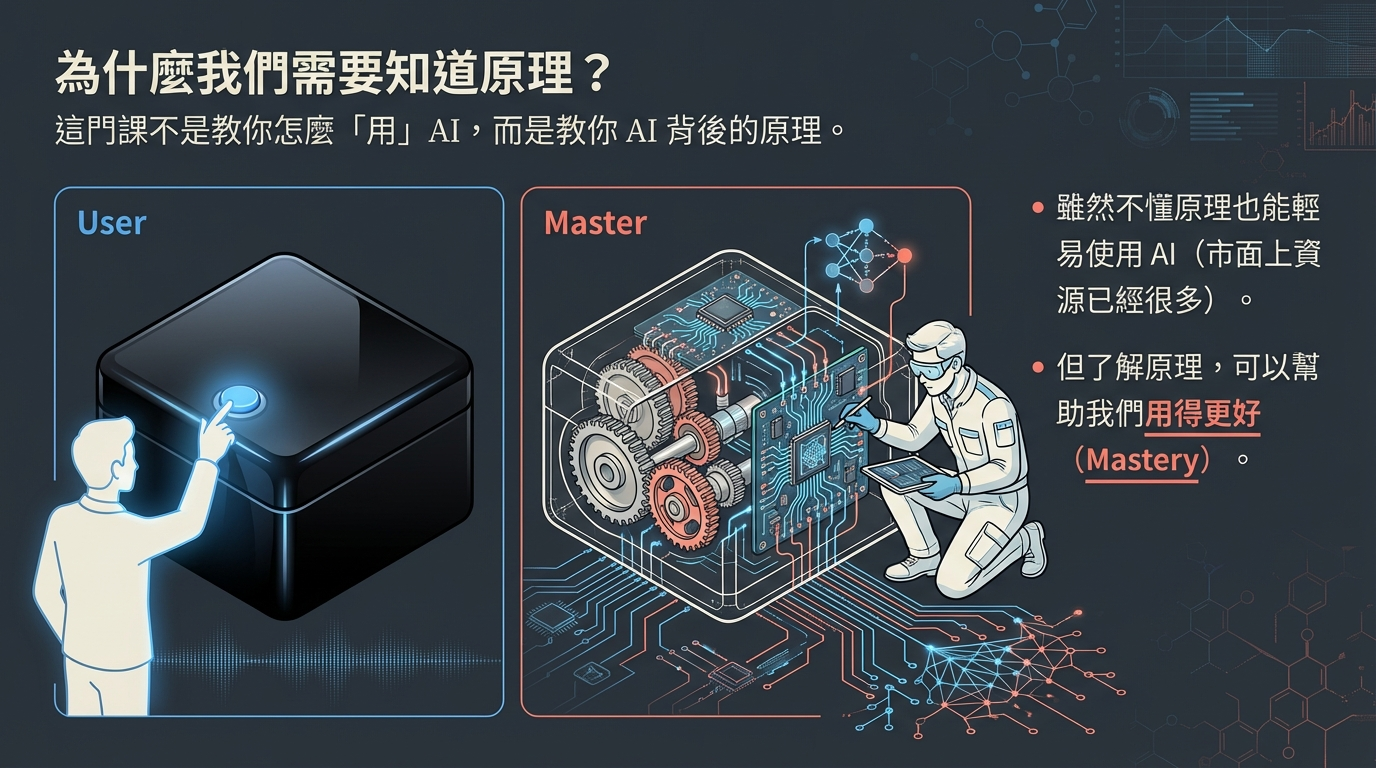 為什麼我們需要知道原理？
這門課不是教你怎麼「用」AI，而是教你 AI 背後的原理。
User
Master
• 雖然不懂原理也能輕
易使用 AI（市面上資
源已經很多）。
• 但了解原理，可以幫
助我們用得更好
（Mastery）。